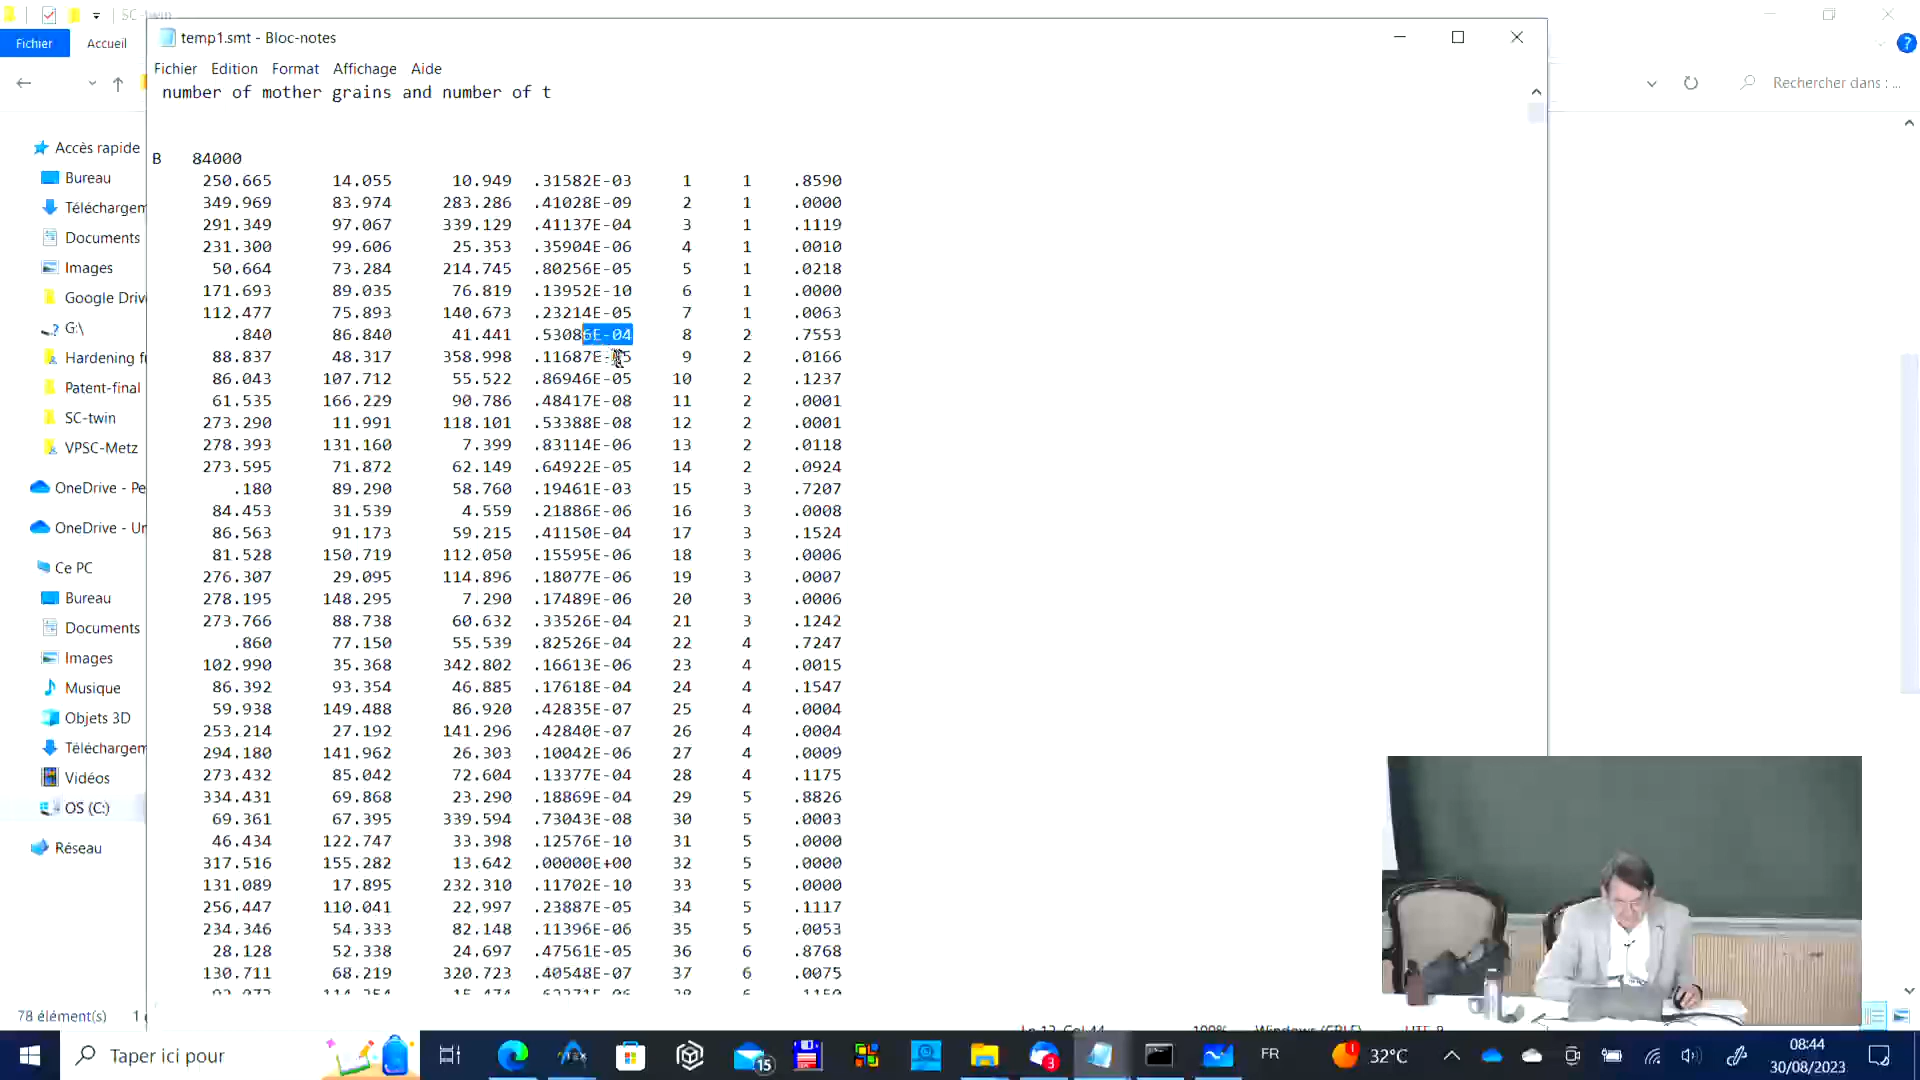 SC-twin
temp1.smt - Bloc-notes
Fichier
Accueil
Fichier Edition Format Affichage Aide
Rechercher dans : ...
number of mother grains and number of t
B 84000
250.665 14.055 10.949 .31582E-03 1 1 .8590
349.969 83.974 283.286 .41028E-09 2 1 .0000
291.349 97.067 339.129 .41137E-04 3 1 .1119
231.300 99.606 25.353 .35904E-06 4 1 .0010
50.664 73.284 214.745 .80256E-05 5 1 .0218
171.693 89.035 76.819 .13952E-10 6 1 .0000
112.477 75.893 140.673 .23214E-05 7 1 .0063
.840 86.840 41.441 .53086E-04 8 2 .7553
88.837 48.317 358.998 .11687E-05 9 2 .0166
86.043 107.712 55.522 .86946E-05 10 2 .1237
61.535 166.229 90.786 .48417E-08 11 2 .0001
273.290 11.991 118.101 .53388E-08 12 2 .0001
278.393 131.160 7.399 .83114E-06 13 2 .0118
273.595 71.872 62.149 .64922E-05 14 2 .0924
.180 89.290 58.760 .19461E-03 15 3 .7207
84.453 31.539 4.559 .21886E-06 16 3 .0008
86.563 91.173 59.215 .41150E-04 17 3 .1524
81.528 150.719 112.050 .15595E-06 18 3 .0006
276.307 29.095 114.896 .18077E-06 19 3 .0007
278.195 148.295 7.290 .17489E-06 20 3 .0006
273.766 88.738 60.632 .33526E-04 21 3 .1242
.860 77.150 55.539 .82526E-04 22 4 .7247
102.990 35.368 342.802 .16613E-06 23 4 .0015
86.392 93.354 46.885 .17618E-04 24 4 .1547
59.938 149.488 86.920 .42835E-07 25 4 .0004
253.214 27.192 141.296 .42840E-07 26 4 .0004
294.180 141.962 26.303 .10042E-06 27 4 .0009
273.432 85.042 72.604 .13377E-04 28 4 .1175
334.431 69.868 23.290 .18869E-04 29 5 .8826
69.361 67.395 339.594 .73043E-08 30 5 .0003
46.434 122.747 33.398 .12576E-10 31 5 .0000
317.516 155.282 13.642 .00000E+00 32 5 .0000
131.089 17.895 232.310 .11702E-10 33 5 .0000
256.447 110.041 22.997 .23887E-05 34 5 .1117
234.346 54.333 82.148 .11396E-06 35 5 .0053
28.128 52.338 24.697 .47561E-05 36 6 .8768
130.711 68.219 320.723 .40548E-07 37 6 .0075
Accès rapide
Bureau
Téléchargem
Documents
Images
Google Driv
G:\
Hardening f
Patent-final
SC-twin
VPSC-Metz
OneDrive - Pe
OneDrive - Ur
Ce PC
Bureau
Documents
Images
Musique
Objets 3D
Téléchargem
Vidéos
OS (C:)
Réseau
78 élément(s)
Taper ici pour
15
3
FR
32°C
08:44
30/08/2023